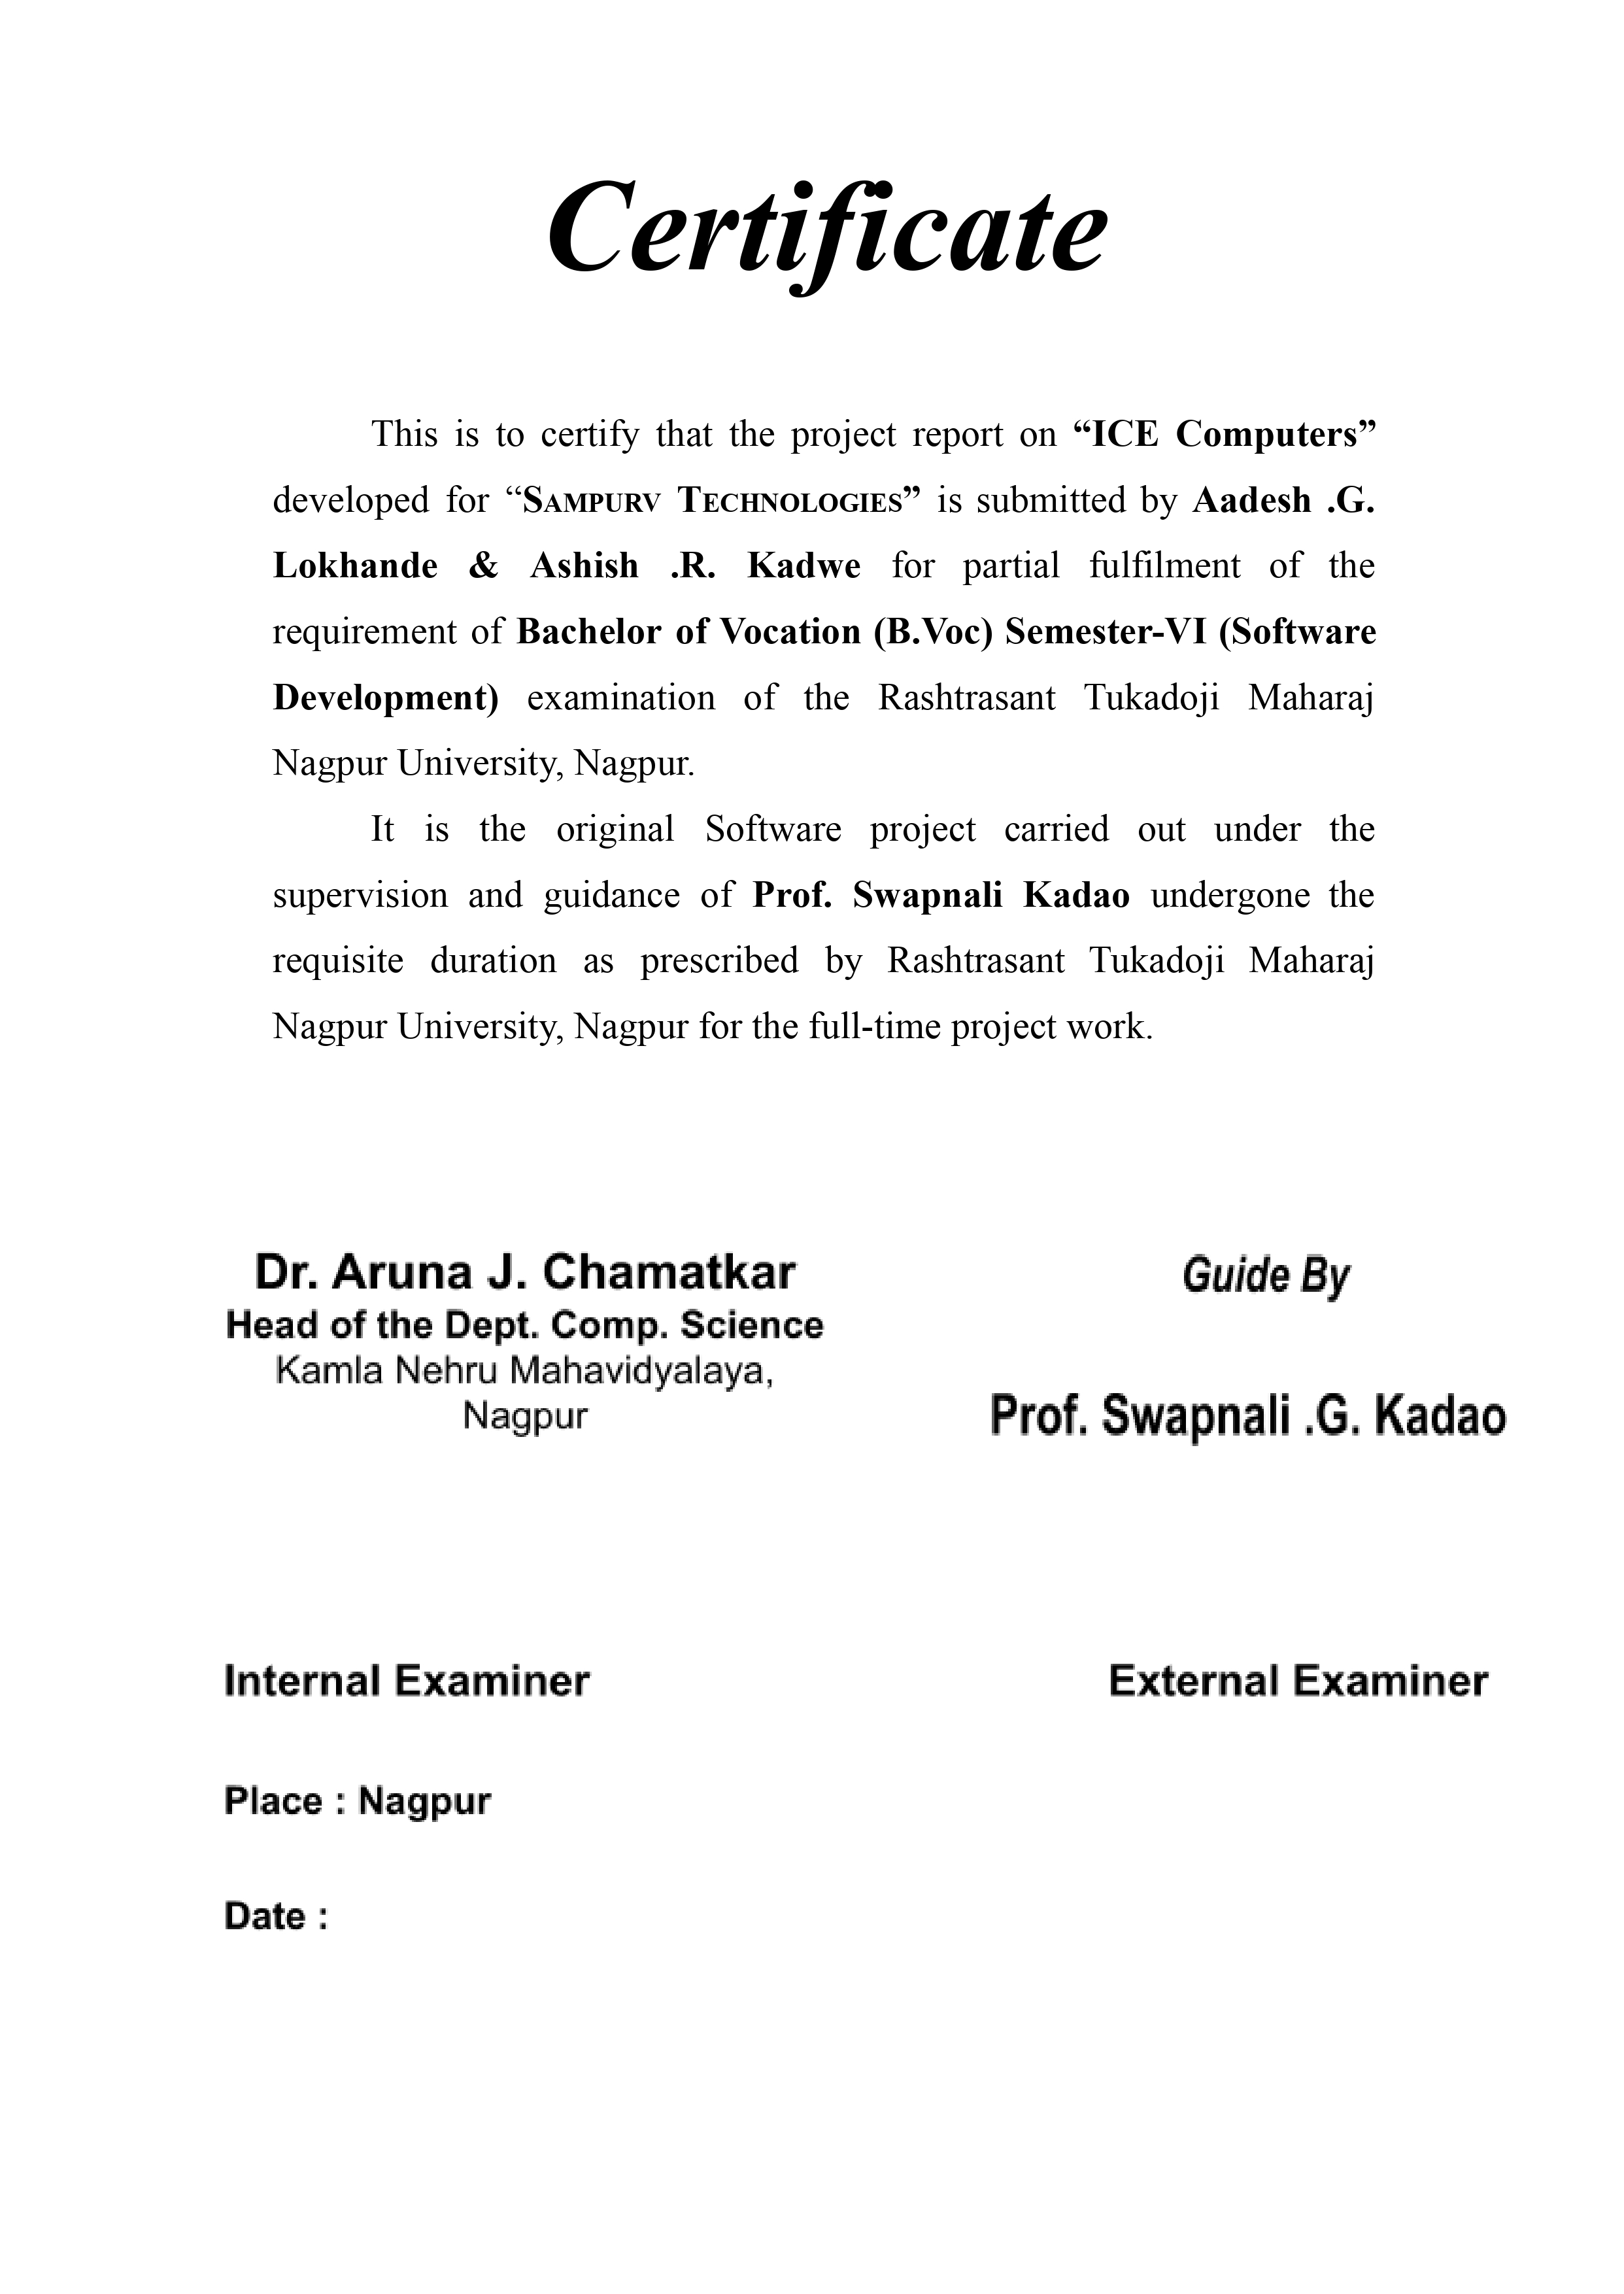 Certificate
This is to certify that the project report on “ICE Computers”
developed for “SAMPURV TECHNOLOGIES” is submitted by Aadesh .G.
Lokhande & Ashish .R. Kadwe for partial fulfilment of the
requirement of Bachelor of Vocation (B.Voc) Semester-VI (Software
Development) examination of the Rashtrasant Tukadoji Maharaj
Nagpur University, Nagpur.
It is the original Software project carried out under the
supervision and guidance of Prof. Swapnali Kadao undergone the
requisite duration as prescribed by Rashtrasant Tukadoji Maharaj
Nagpur University, Nagpur for the full-time project work.
Dr. Aruna J. Chamatkar
Head of the Dept. Comp. Science
Kamla Nehru Mahavidyalaya,
Nagpur
Guide By
Prof. Swapnali .G. Kadao
Internal Examiner
External Examiner
Place : Nagpur
Date :